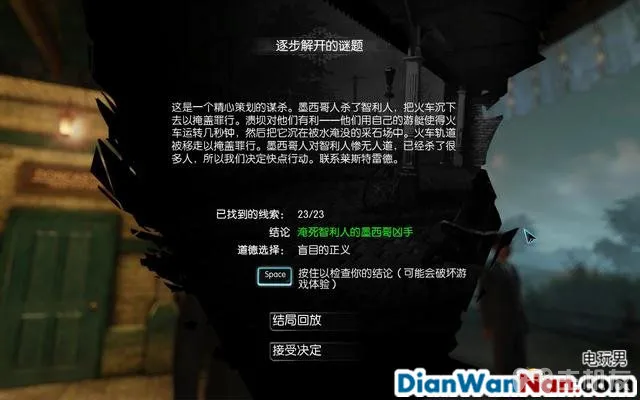 逐步解开的谜题
这是一个精心策划的谋杀。墨西哥人杀了智利人，把火车沉下
去以掩盖罪行。溃坝对他们有利——他们用自己的游艇使得火
车运转几秒钟，然后把它沉在被水淹没的采石场中。火车轨道
被移走以掩盖罪行。墨西哥人对智利人惨无人道，已经杀了很
多人，所以我们决定快点行动。联系莱斯特雷德。
已找到的线索： 23/23
结论 淹死智利人的墨西哥凶手
道德选择： 盲目的正义
Space 按住以检查你的结论（可能会破坏游
戏体验）
结局回放
接受决定
电玩男
DianWanNan.com